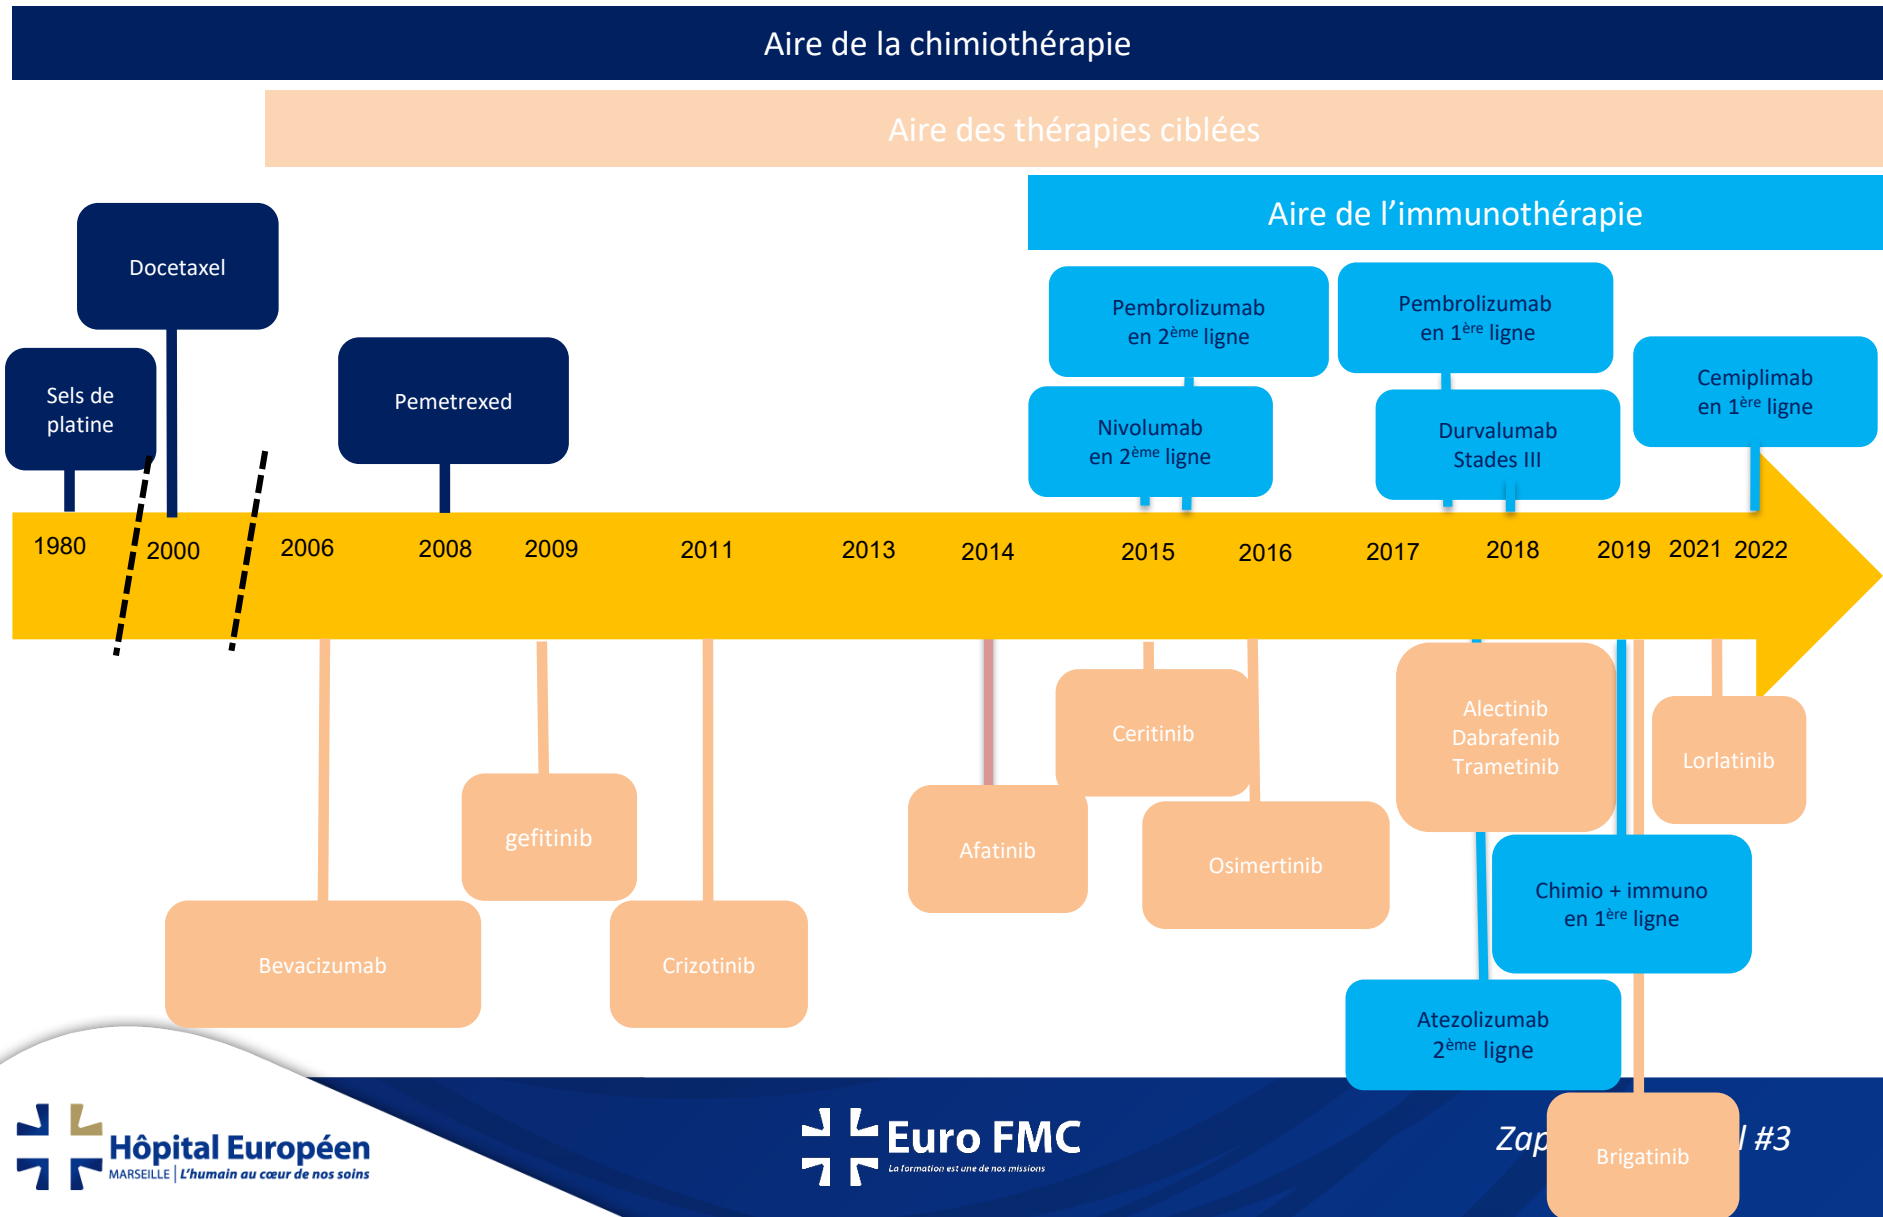 Aire de la chimiothérapie
Aire des thérapies ciblées
Aire de l’immunothérapie
Docetaxel
Sels de
platine
Pemetrexed
Pembrolizumab
en 2ème ligne
Nivolumab
en 2ème ligne
Pembrolizumab
en 1ère ligne
Durvalumab
Stades III
Cemiplimab
en 1ère ligne
1980
2000
2006
2008
2009
2011
2013
2014
2015
2016
2017
2018
2019
2021
2022
Bevacizumab
gefitinib
Crizotinib
Afatinib
Ceritinib
Osimertinib
Alectinib
Dabrafenib
Trametinib
Lorlatinib
Chimio + immuno
en 1ère ligne
Atezolizumab
2ème ligne
Brigatinib
Hôpital Européen
MARSEILLE | L'humain au cœur de nos soins
Euro FMC
La formation est une de nos missions
#3